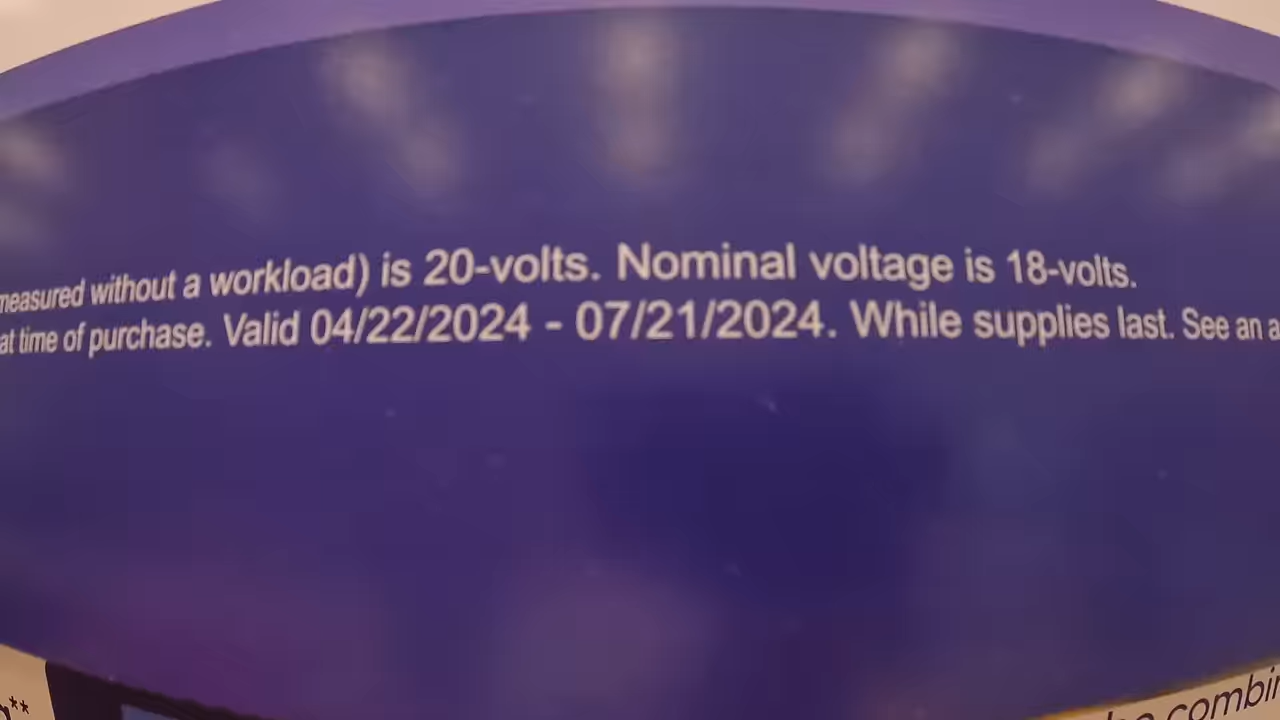 measured without a workload) is 20-volts. Nominal voltage is 18-volts.
at time of purchase. Valid 04/22/2024 - 07/21/2024. While supplies last. See an a
combin